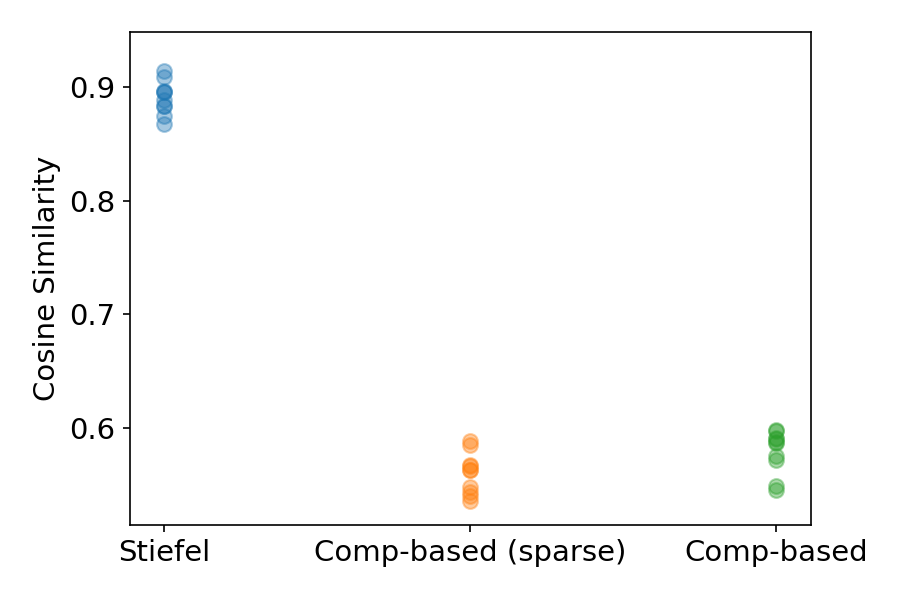 Cosine Similarity
0.9
0.8
0.7
0.6
Stiefel
Comp-based (sparse)
Comp-based